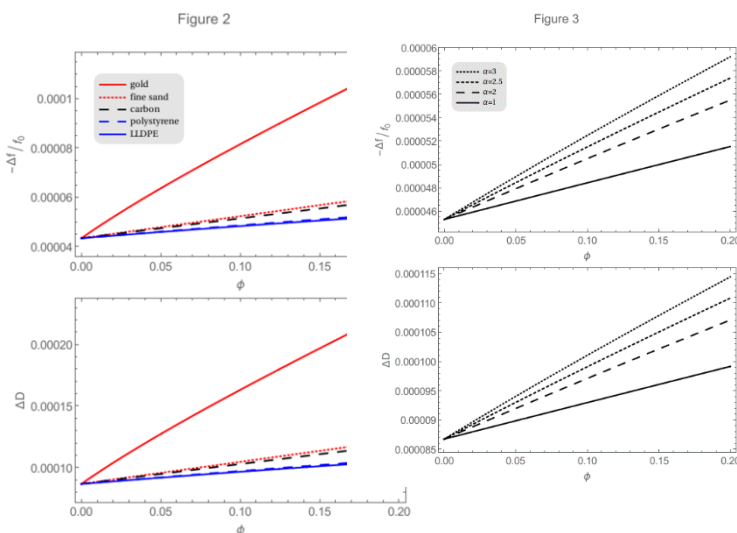 Figure 2
-Δf / f0
0.0001
0.00008
0.00006
0.00004
gold
fine sand
carbon
polystyrene
LLDPE
0.00
0.05
0.10
0.15
ϕ
ΔD
0.00020
0.00015
0.00010
0.00
0.05
0.10
0.15
0.20
ϕ
Figure 3
-Δf / f0
0.00006
0.000058
0.000056
0.000054
0.000052
0.00005
0.000048
0.000046
α=3
α=2.5
α=2
α=1
0.00
0.05
0.10
0.15
0.20
ϕ
ΔD
0.000115
0.000110
0.000105
0.000100
0.000095
0.00009
0.000085
0.00
0.05
0.10
0.15
0.20
ϕ